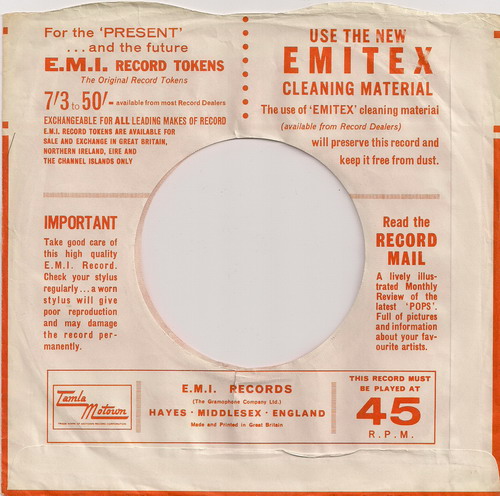 For the 'PRESENT'
...and the future
E.M.I. RECORD TOKENS
The Original Record Tokens
7/3 to 50/- available from most Record Dealers
EXCHANGEABLE FOR ALL LEADING MAKES OF RECORD
E.M.I. RECORD TOKENS ARE AVAILABLE FOR
SALE AND EXCHANGE IN GREAT BRITAIN,
NORTHERN IRELAND, EIRE AND
THE CHANNEL ISLANDS ONLY
USE THE NEW
EMITEX
CLEANING MATERIAL
The use of 'EMITEX' cleaning material
(available from Record Dealers)
will preserve this record and
keep it free from dust.
IMPORTANT
Take good care of
this high quality
E.M.I. Record.
Check your stylus
regularly...a worn
stylus will give
poor reproduction
and may damage
the record per-
manently.
Read the
RECORD
MAIL
A lively illus-
trated Monthly
Review of the
latest 'POPS'.
Full of pictures
and information
about your fav-
ourite artists.
Tamla
Motown
TRADE MARK OF MOTOWN RECORD CORPORATION
E.M.I. RECORDS
(The Gramophone Company Ltd.)
HAYES · MIDDLESEX · ENGLAND
Made and Printed in Great Britain
THIS RECORD MUST
BE PLAYED AT
45
R.P.M.